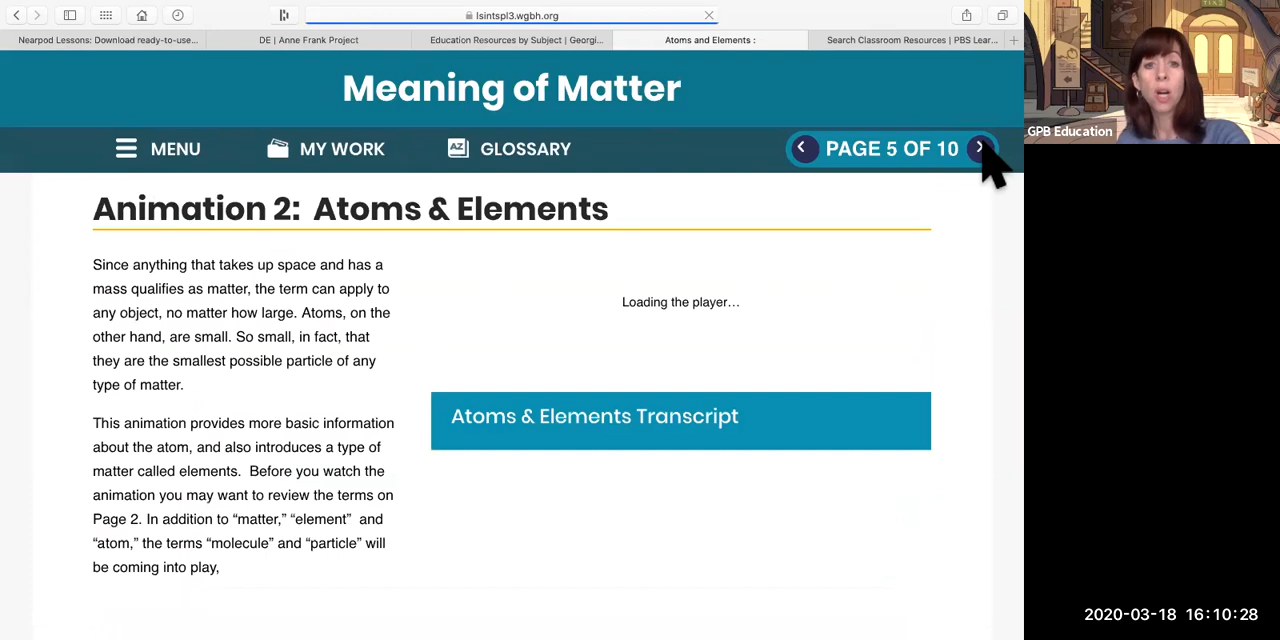 lsintspl3.wgbh.org
Nearpod Lessons: Download ready-to-use...
DE | Anne Frank Project
Education Resources by Subject | Georgi...
Atoms and Elements :
Search Classroom Resources | PBS Lear...
Meaning of Matter
MENU
MY WORK
AZ
GLOSSARY
PAGE 5 OF 10
GPB Education
Animation 2: Atoms & Elements
Since anything that takes up space and has a
mass qualifies as matter, the term can apply to
any object, no matter how large. Atoms, on the
other hand, are small. So small, in fact, that
they are the smallest possible particle of any
type of matter.
This animation provides more basic information
about the atom, and also introduces a type of
matter called elements. Before you watch the
animation you may want to review the terms on
Page 2. In addition to “matter,” “element” and
“atom,” the terms “molecule” and “particle” will
be coming into play,
Loading the player...
Atoms & Elements Transcript
2020-03-18 16:10:28